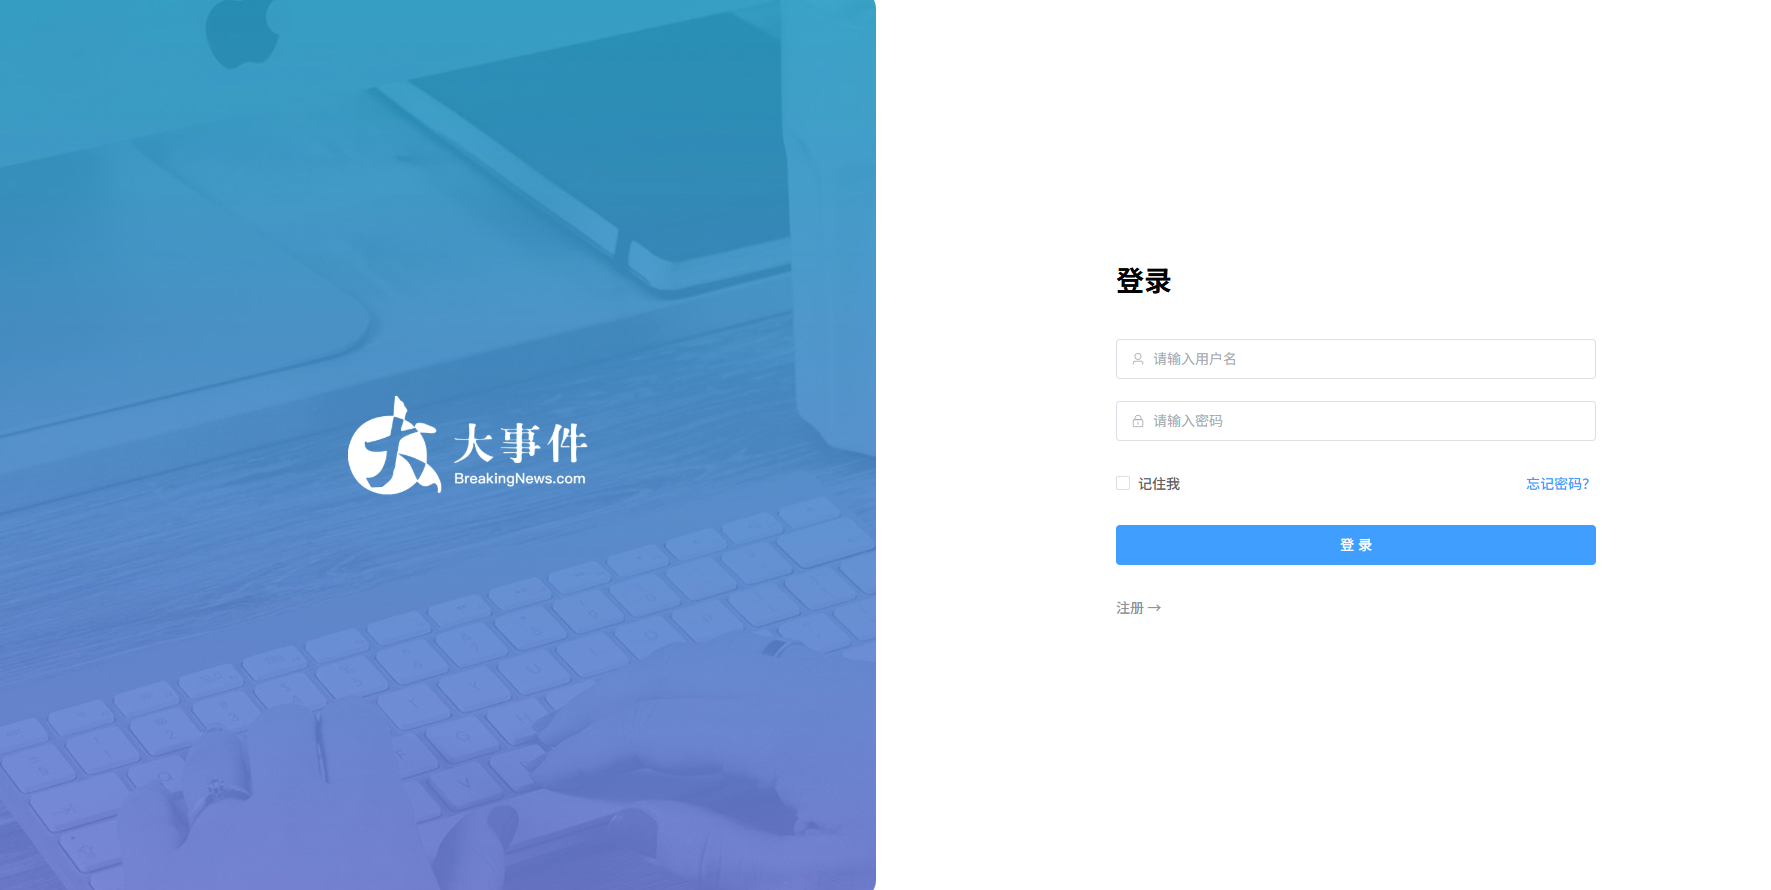 大事件
BreakingNews.com
登录
请输入用户名
请输入密码
记住我
忘记密码?
登 录
注册 →